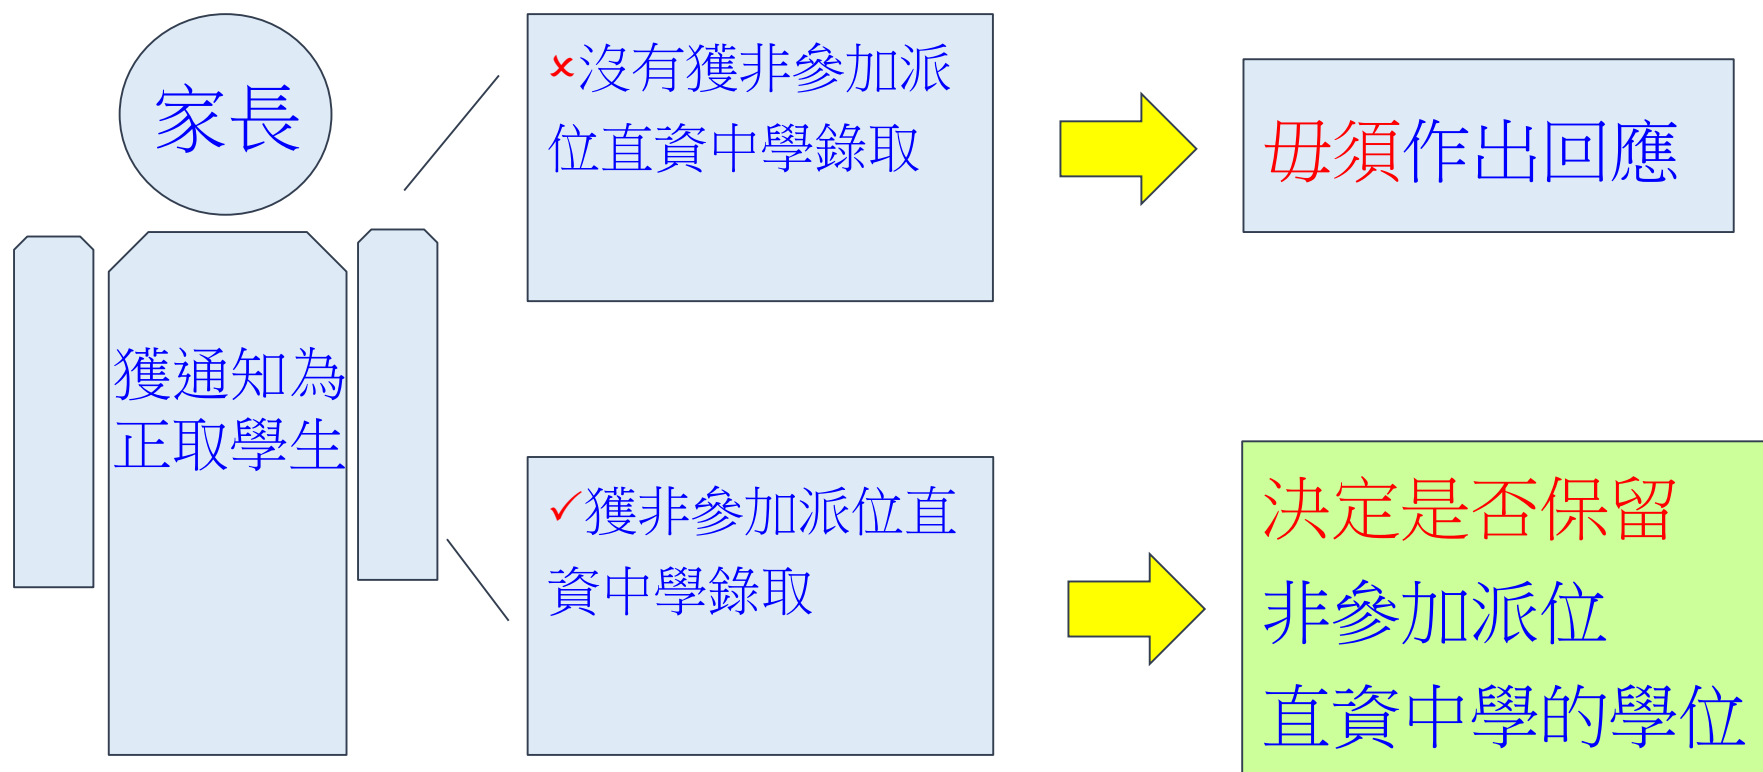 家長
獲通知為
正取學生
✘沒有獲非參加派
位直資中學錄取
毋須作出回應
✓獲非參加派位直
資中學錄取
決定是否保留
非參加派位
直資中學的學位